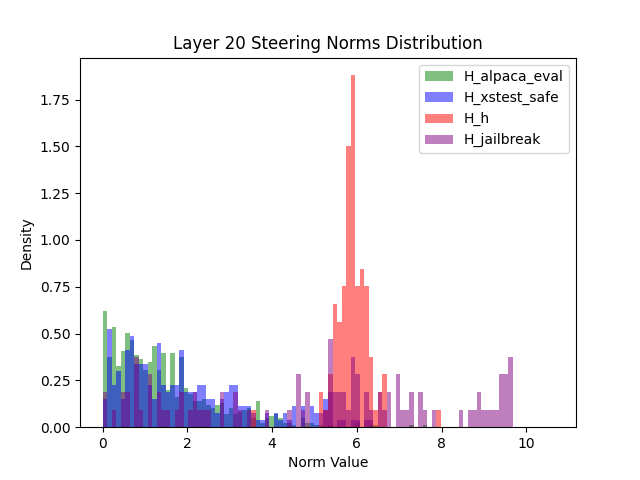 Layer 20 Steering Norms Distribution
H_alpaca_eval
H_xstest_safe
H_h
H_jailbreak
Density
1.75
1.50
1.25
1.00
0.75
0.50
0.25
0.00
0 2 4 6 8 10
Norm Value